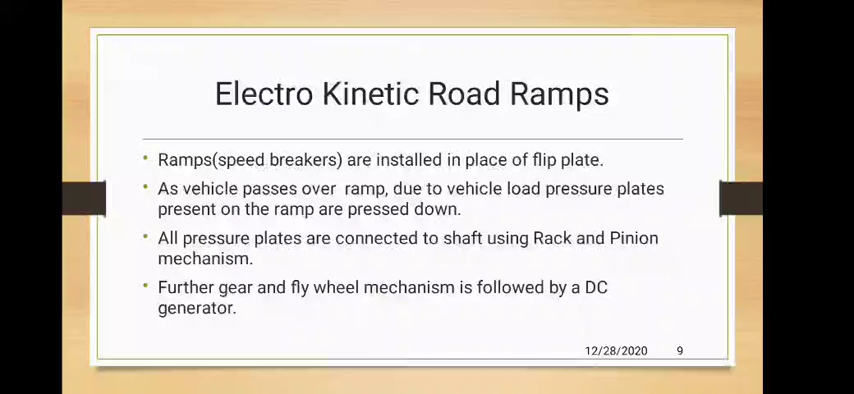 Electro Kinetic Road Ramps
• Ramps(speed breakers) are installed in place of flip plate.
• As vehicle passes over ramp, due to vehicle load pressure plates
present on the ramp are pressed down.
• All pressure plates are connected to shaft using Rack and Pinion
mechanism.
• Further gear and fly wheel mechanism is followed by a DC
generator.
12/28/2020 9